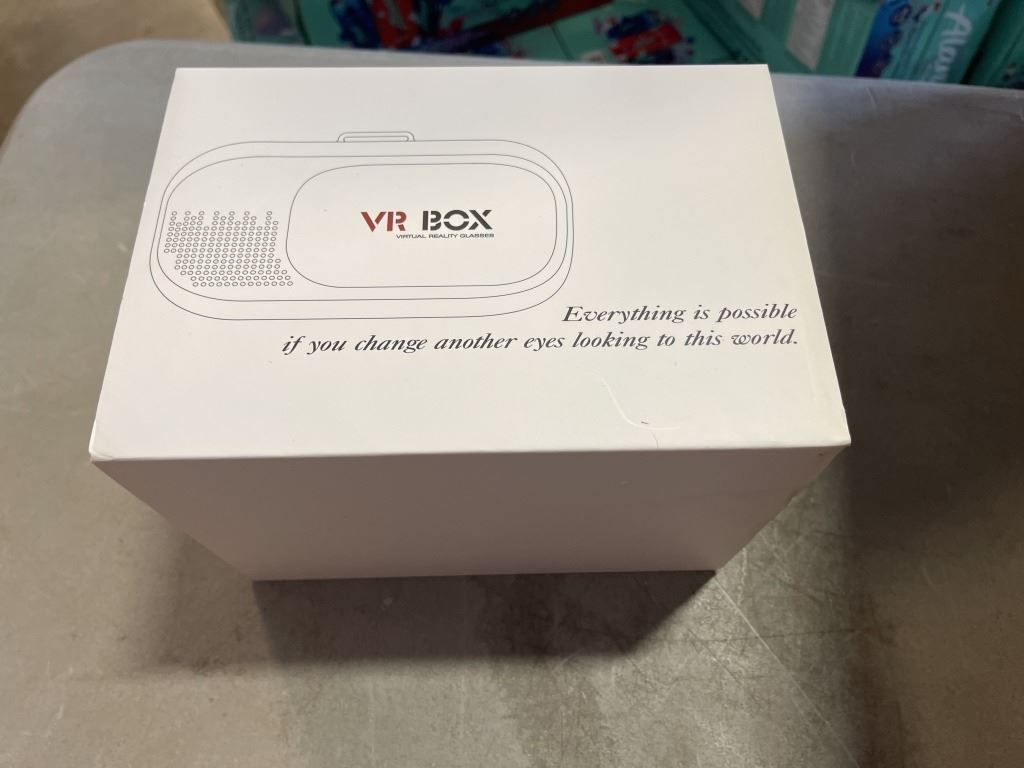 VR BOX
VIRTUAL REALITY GLASSES
Everything is possible
if you change another eyes looking to this world.